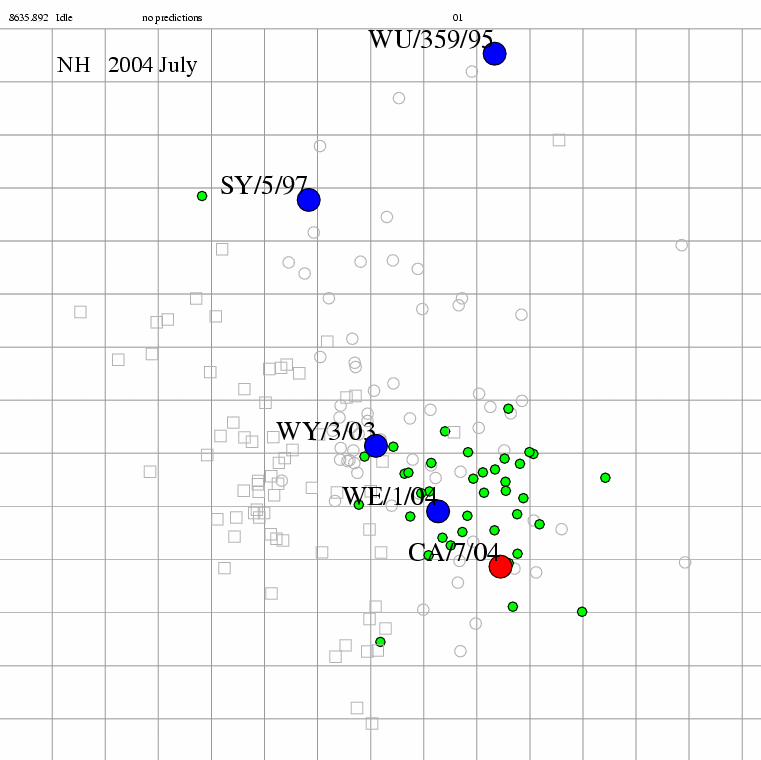 8635.892 Idle no predictions 01
WU/359/95
NH 2004 July
SY/5/97
WY/3/03
WE/1/04
CA/7/04